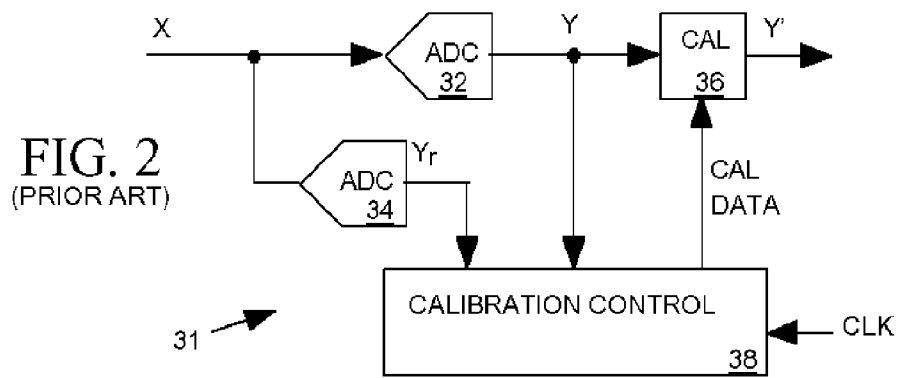 X
ADC
32
Y
CAL
36
Y'
FIG. 2
(PRIOR ART)
ADC
34
Yr
CAL
DATA
CALIBRATION CONTROL
38
CLK
31